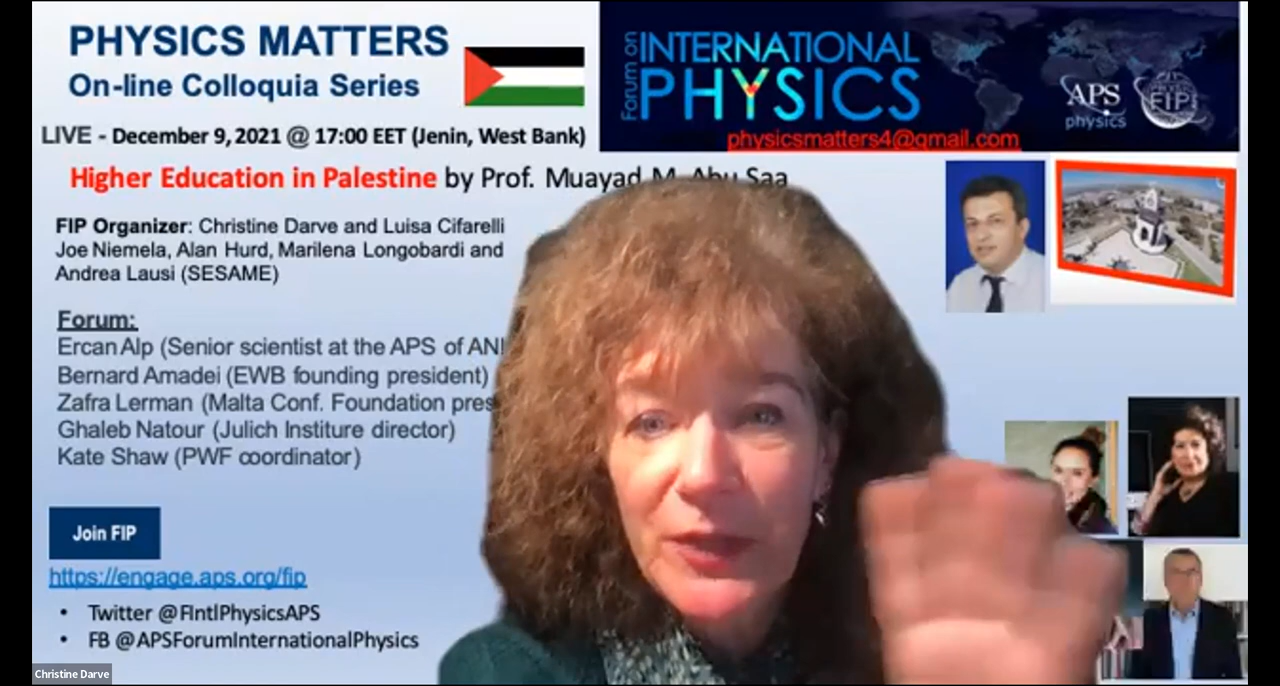 PHYSICS MATTERS
On-line Colloquia Series
LIVE - December 9, 2021 @ 17:00 EET (Jenin, West Bank)
Forum on
INTERNATIONAL
PHYSICS
APS
physics
FIP
physicsmatters4@gmail.com
Higher Education in Palestine by Prof. Muayad M. Abu Saa
FIP Organizer: Christine Darve and Luisa Cifarelli
Joe Niemela, Alan Hurd, Marilena Longobardi and
Andrea Lausi (SESAME)
Forum:
Ercan Alp (Senior scientist at the APS of
Bernard Amadei (EWB founding president)
Zafra Lerman (Malta Conf. Foundation pres
Ghaleb Natour (Julich Institure director)
Kate Shaw (PWF coordinator)
Join FIP
https://engage.aps.org/fip
• Twitter @FIntlPhysicsAPS
• FB @APSForumInternationalPhysics
Christine Darve